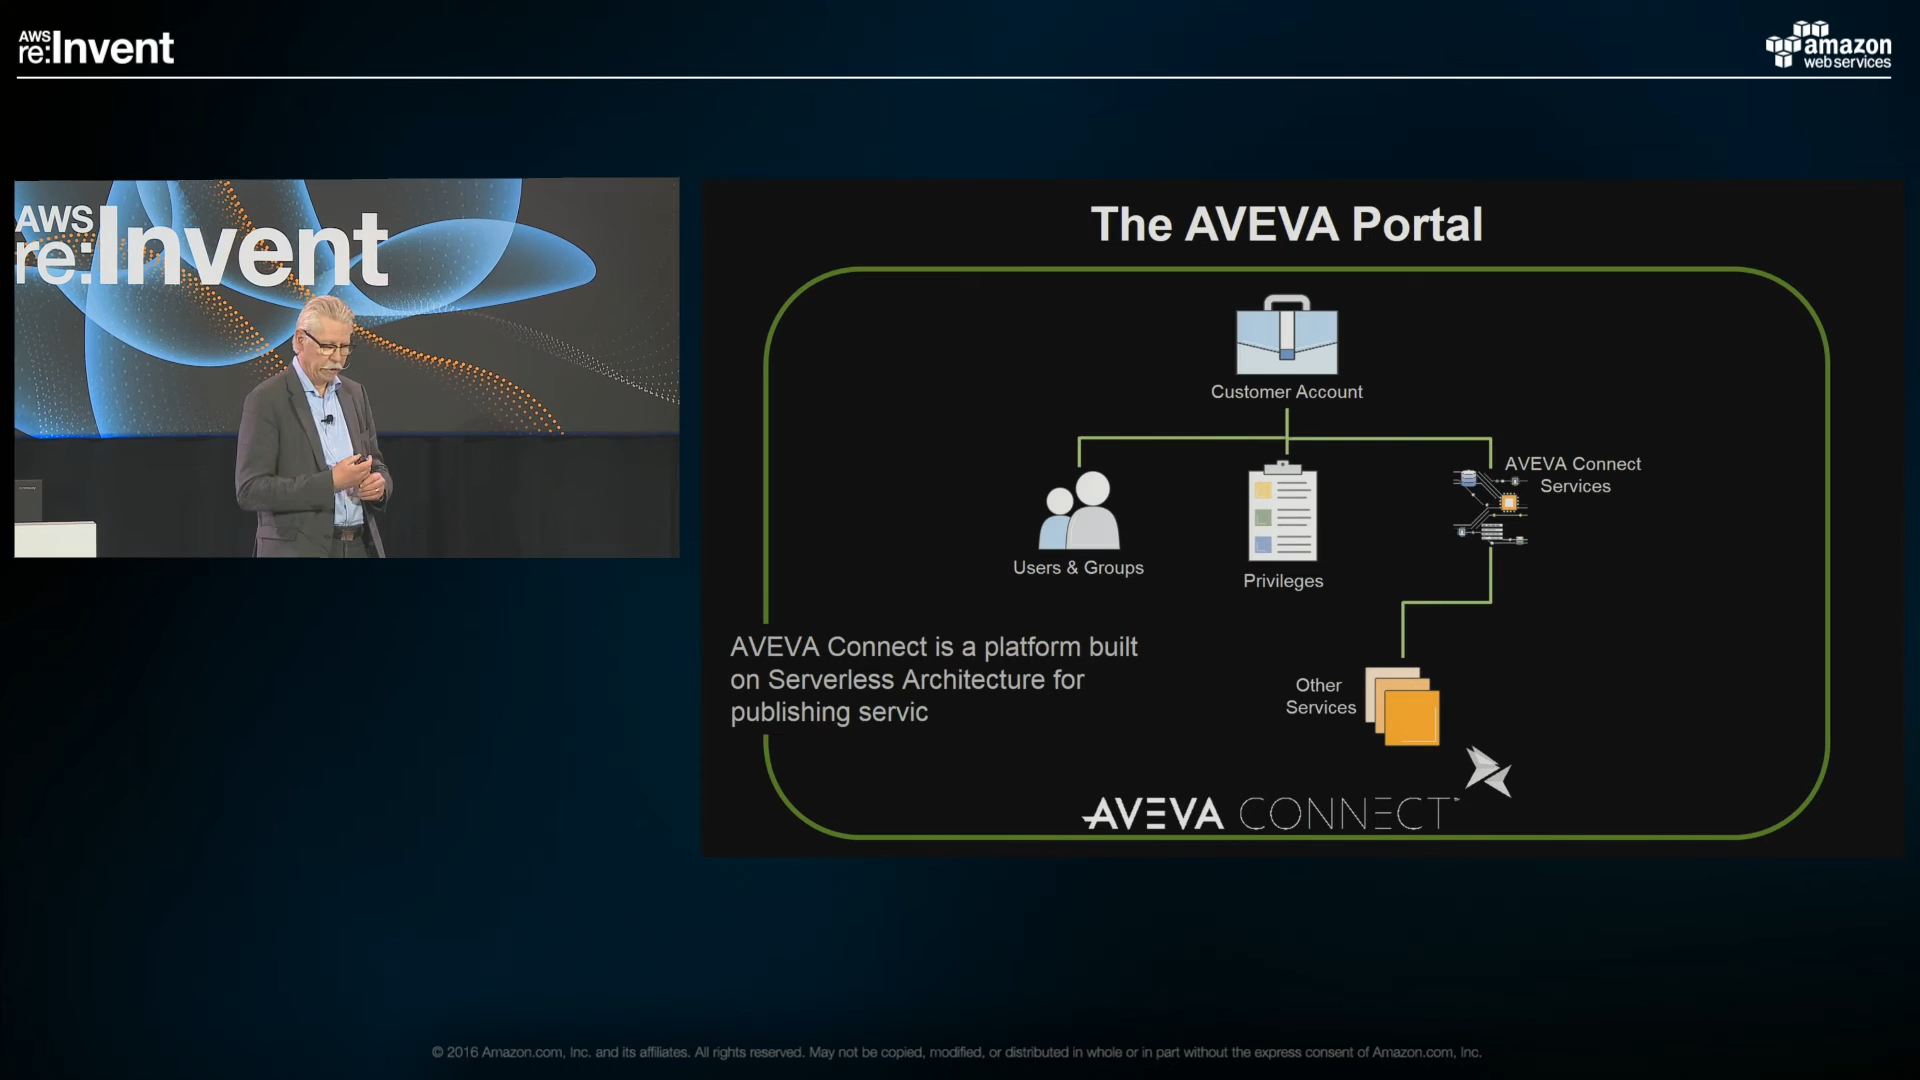 AWS
re:Invent
amazon
web services
AWS
re:Invent
The AVEVA Portal
Customer Account
AVEVA Connect
Services
Users & Groups
Privileges
AVEVA Connect is a platform built
on Serverless Architecture for
publishing servic
Other
Services
AVEVA CONNECT
© 2016 Amazon.com, Inc. and its affiliates. All rights reserved. May not be copied, modified, or distributed in whole or in part without the express consent of Amazon.com, Inc.